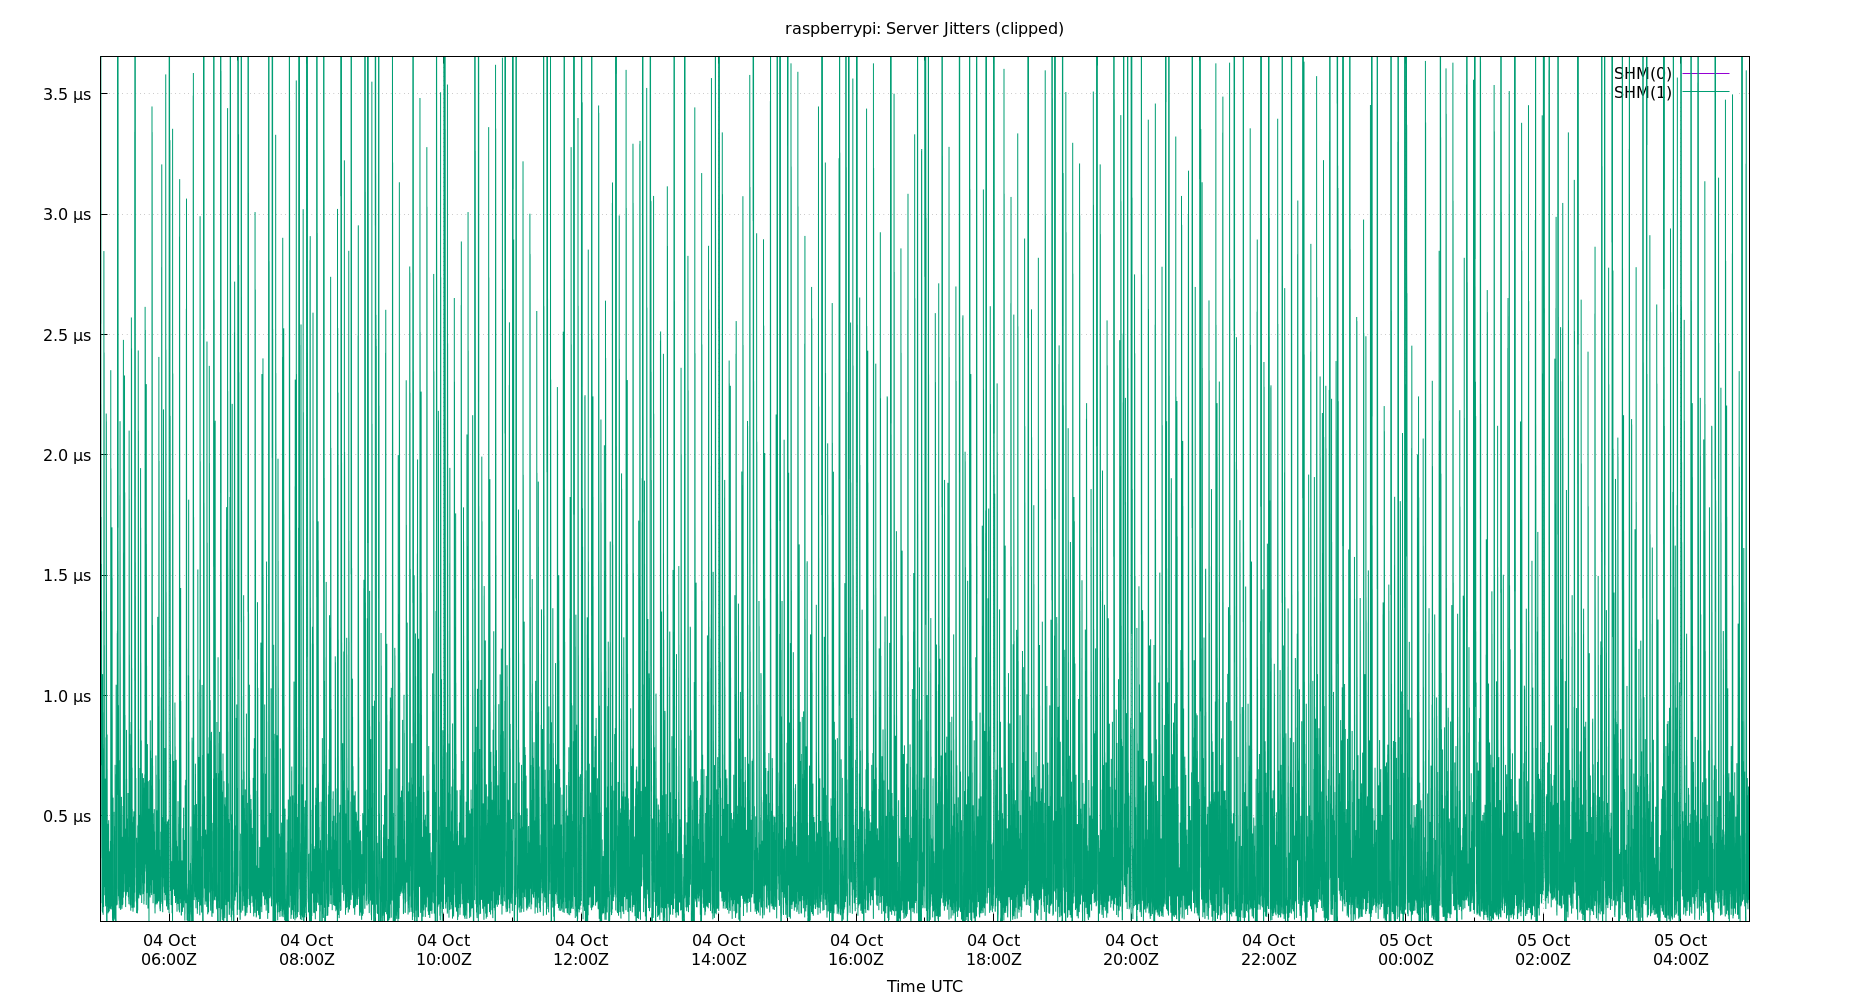 raspberrypi: Server Jitters (clipped)
SHM(0)
SHM(1)
3.5 µs
3.0 µs
2.5 µs
2.0 µs
1.5 µs
1.0 µs
0.5 µs
04 Oct 04 Oct 04 Oct 04 Oct 04 Oct 04 Oct 04 Oct 04 Oct 04 Oct 05 Oct 05 Oct 05 Oct
06:00Z 08:00Z 10:00Z 12:00Z 14:00Z 16:00Z 18:00Z 20:00Z 22:00Z 00:00Z 02:00Z 04:00Z
Time UTC